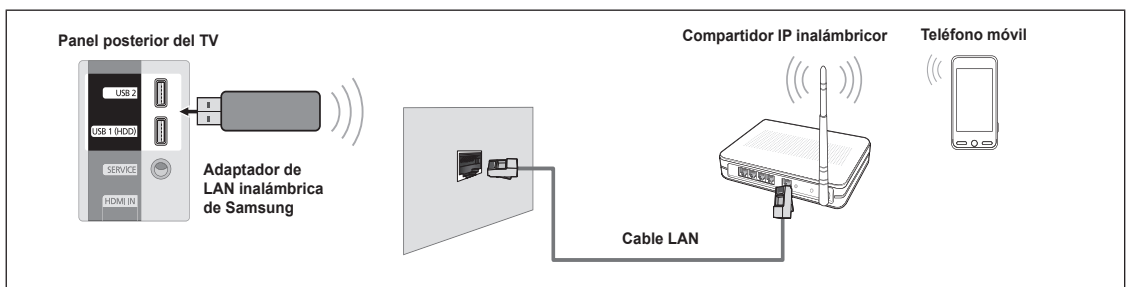 Panel posterior del TV
USB 2
USB 1 (HDD)
SERVICE
HDMI IN
Adaptador de
LAN inalámbrica
de Samsung
Cable LAN
Compartidor IP inalámbricor
Teléfono móvil